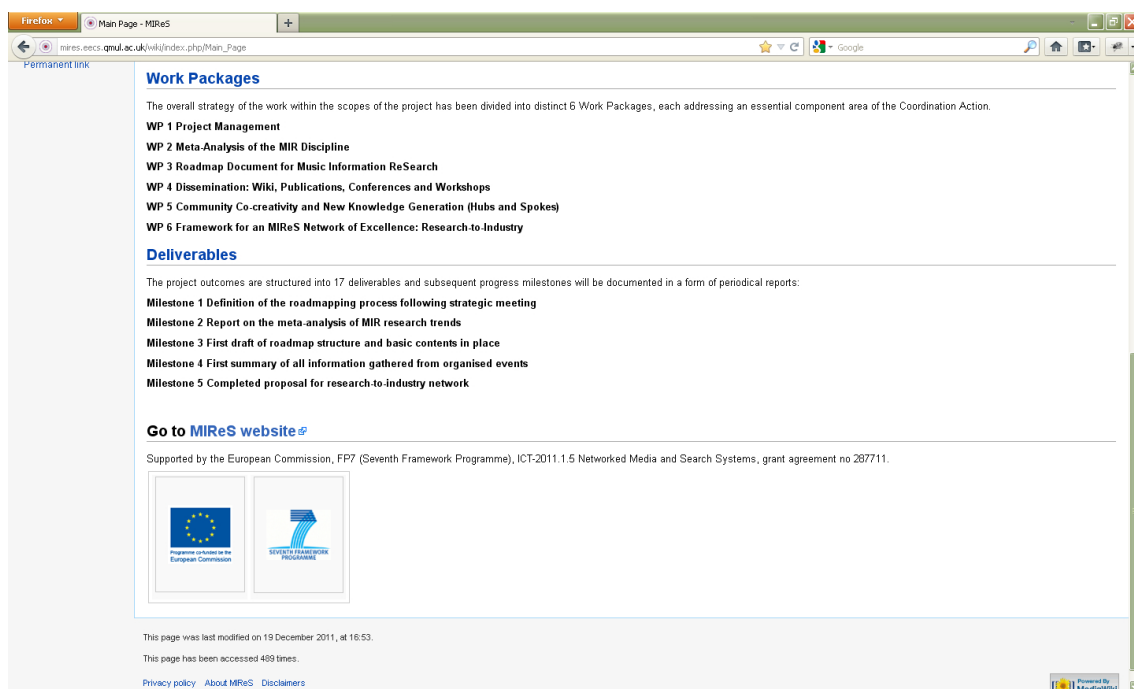 Firefox
Main Page - MIReS
mires.eecs.qmul.ac.uk/wiki/index.php/Main_Page
Google
Permanent link
Work Packages
The overall strategy of the work within the scopes of the project has been divided into distinct 6 Work Packages, each addressing an essential component area of the Coordination Action.
WP 1 Project Management
WP 2 Meta-Analysis of the MIR Discipline
WP 3 Roadmap Document for Music Information ReSearch
WP 4 Dissemination: Wiki, Publications, Conferences and Workshops
WP 5 Community Co-creativity and New Knowledge Generation (Hubs and Spokes)
WP 6 Framework for an MIReS Network of Excellence: Research-to-Industry
Deliverables
The project outcomes are structured into 17 deliverables and subsequent progress milestones will be documented in a form of periodical reports:
Milestone 1 Definition of the roadmapping process following strategic meeting
Milestone 2 Report on the meta-analysis of MIR research trends
Milestone 3 First draft of roadmap structure and basic contents in place
Milestone 4 First summary of all information gathered from organised events
Milestone 5 Completed proposal for research-to-industry network
Go to MIReS website
Supported by the European Commission, FP7 (Seventh Framework Programme), ICT-2011.1.5 Networked Media and Search Systems, grant agreement no 287711.
Programme co-funded be the
European Commission
SEVENTH FRAMEWORK
PROGRAMME
This page was last modified on 19 December 2011, at 16:53.
This page has been accessed 489 times.
Privacy policy About MIReS Disclaimers
Powered By
MediaWiki